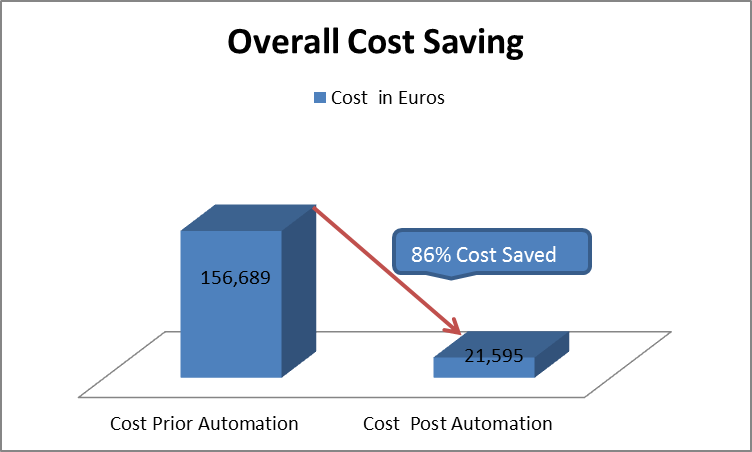 Overall Cost Saving
Cost  in Euros
86% Cost Saved
156,689
21,595
Cost Prior Automation
Cost  Post Automation